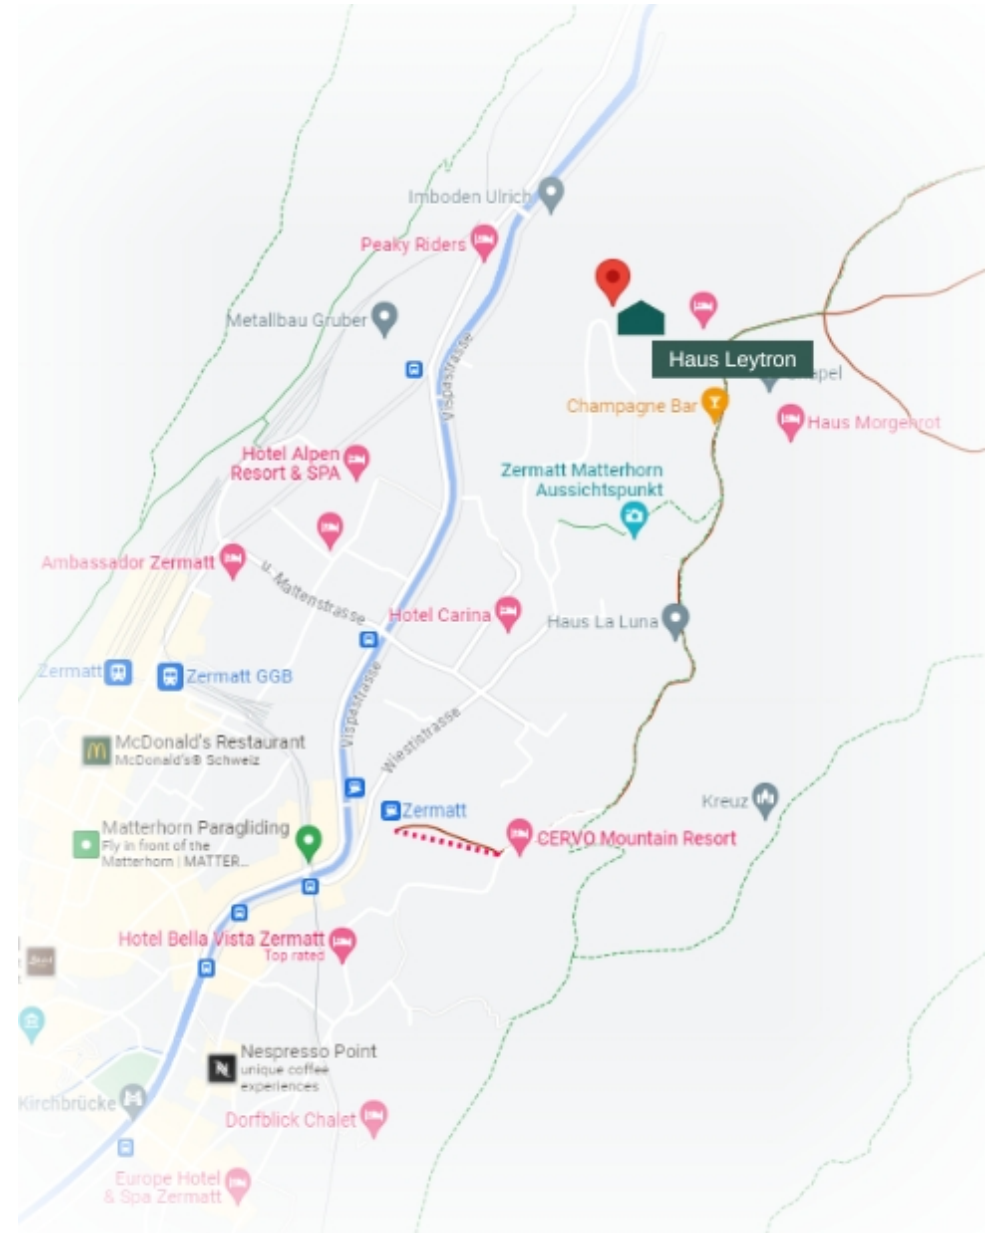 Imboden Ulrich
Peaky Riders
Metallbau Gruber
Vispastrasse
Haus Leytron
Champagne Bar
Haus Morgenrot
Hotel Alpen
Resort & SPA
Zermatt Matterhorn
Aussichtspunkt
Ambassador Zermatt
u. Mattenstrasse
Hotel Carina
Haus La Luna
Zermatt
Zermatt GGB
Vispastrasse
Wiestistrasse
McDonald's Restaurant
McDonald's® Schweiz
Zermatt
Kreuz
Matterhorn Paragliding
Fly in front of the
Matterhorn | MATTER...
CERVO Mountain Resort
Hotel Bella Vista Zermatt
Top rated
Nespresso Point
unique coffee
experiences
Kirchbrücke
Dorfblick Chalet
Europe Hotel
& Spa Zermatt